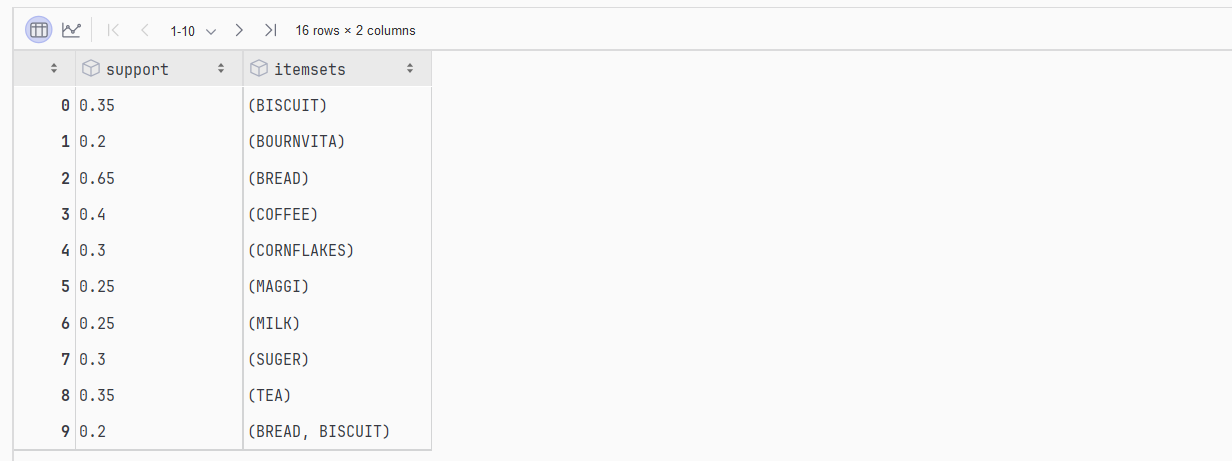 1-10 16 rows × 2 columns
support itemsets
0 0.35 (BISCUIT)
1 0.2 (BOURNVITA)
2 0.65 (BREAD)
3 0.4 (COFFEE)
4 0.3 (CORNFLAKES)
5 0.25 (MAGGI)
6 0.25 (MILK)
7 0.3 (SUGER)
8 0.35 (TEA)
9 0.2 (BREAD, BISCUIT)